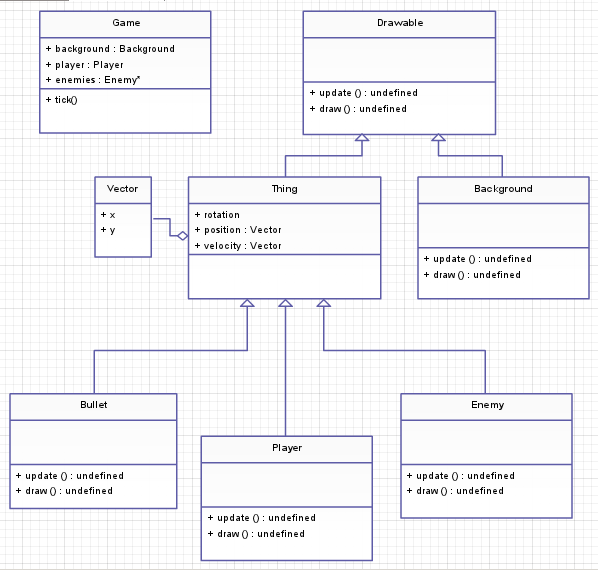 Game
+ background : Background
+ player : Player
+ enemies : Enemy*
+ tick()
Drawable
+ update () : undefined
+ draw () : undefined
Vector
+ x
+ y
Thing
+ rotation
+ position : Vector
+ velocity : Vector
Background
+ update () : undefined
+ draw () : undefined
Bullet
+ update () : undefined
+ draw () : undefined
Player
+ update () : undefined
+ draw () : undefined
Enemy
+ update () : undefined
+ draw () : undefined